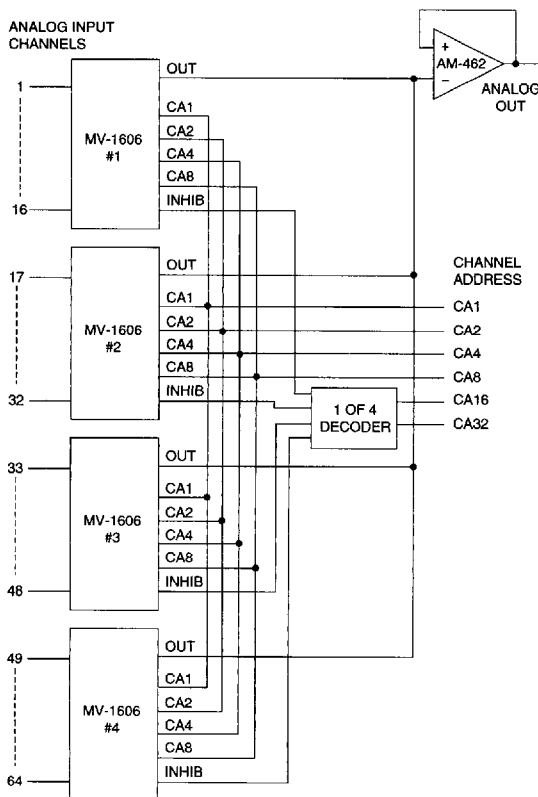 ANALOG INPUT
CHANNELS
1
16
MV-1606
#1
OUT
CA1
CA2
CA4
CA8
INHIB
+
−
AM-462
ANALOG
OUT
17
32
MV-1606
#2
OUT
CA1
CA2
CA4
CA8
INHIB
CHANNEL
ADDRESS
CA1
CA2
CA4
CA8
CA16
CA32
1 OF 4
DECODER
33
48
MV-1606
#3
OUT
CA1
CA2
CA4
CA8
INHIB
49
64
MV-1606
#4
OUT
CA1
CA2
CA4
CA8
INHIB